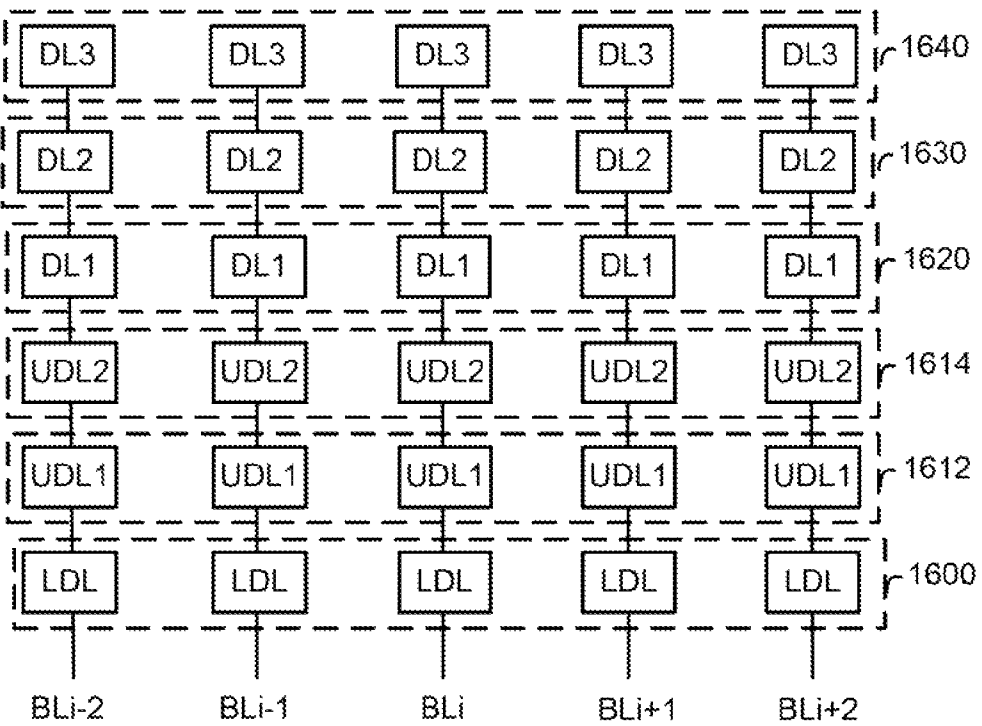 DL3 DL3 DL3 DL3 DL3 1640
DL2 DL2 DL2 DL2 DL2 1630
DL1 DL1 DL1 DL1 DL1 1620
UDL2 UDL2 UDL2 UDL2 UDL2 1614
UDL1 UDL1 UDL1 UDL1 UDL1 1612
LDL LDL LDL LDL LDL 1600
BLi-2 BLi-1 BLi BLi+1 BLi+2